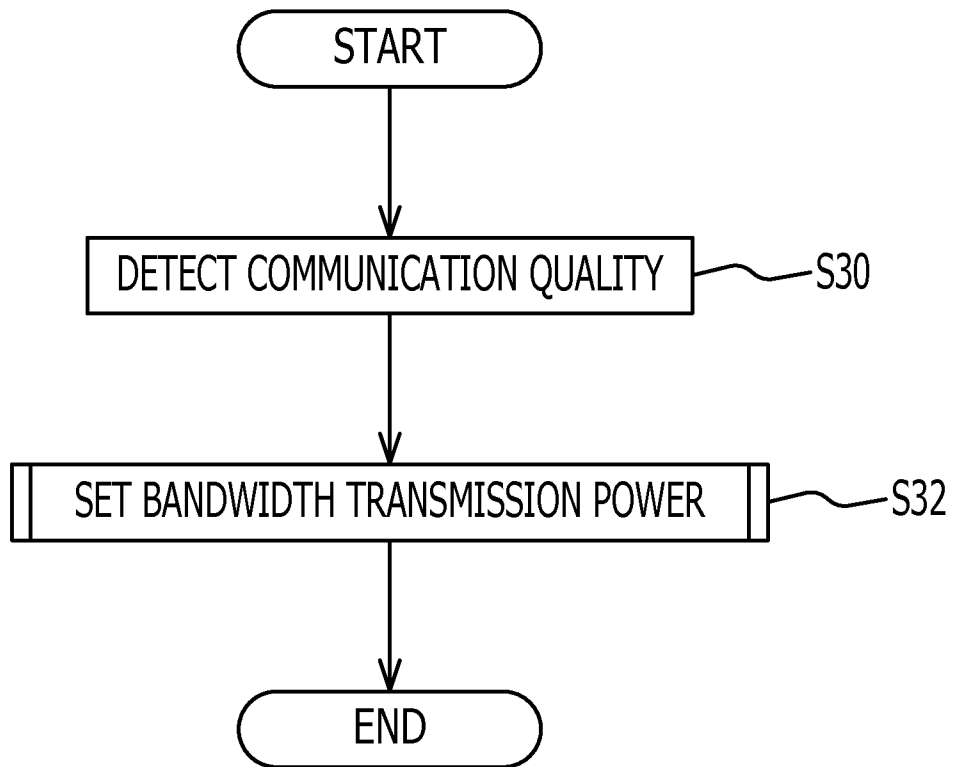 START
DETECT COMMUNICATION QUALITY
S30
SET BANDWIDTH TRANSMISSION POWER
S32
END